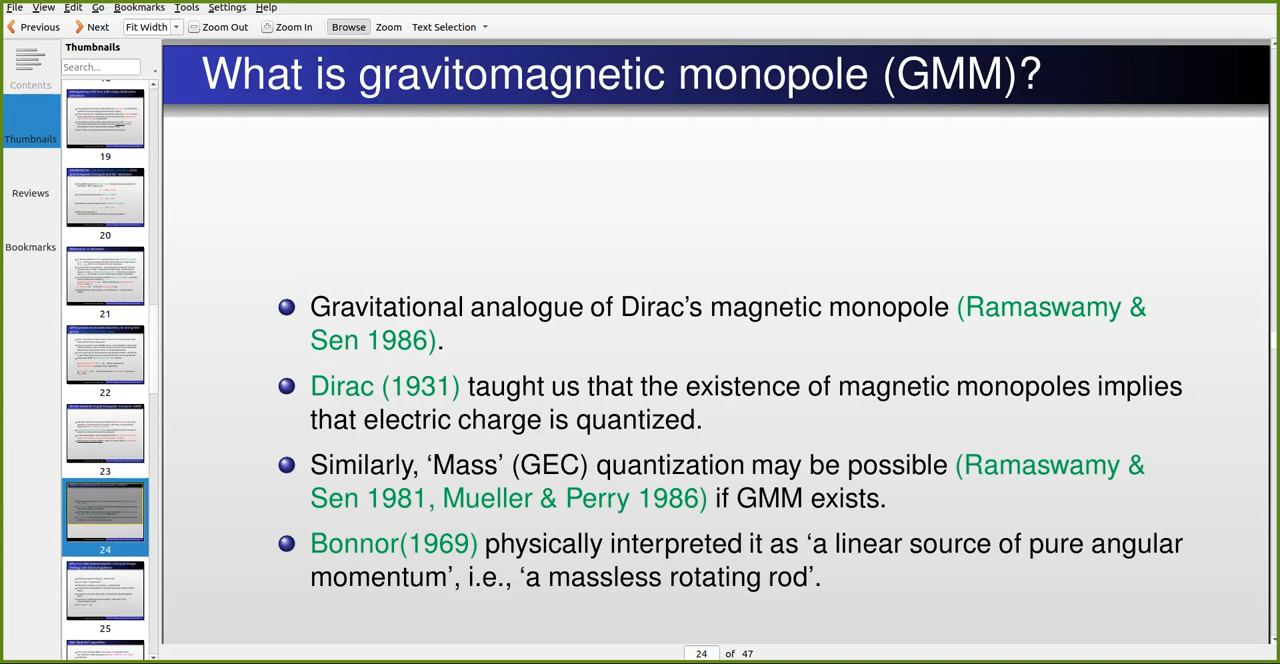 File View Edit Go Bookmarks Tools Settings Help
Previous Next Fit Width Zoom Out Zoom In Browse Zoom Text Selection
Thumbnails
Search...
Contents
Thumbnails
Reviews
Bookmarks
19
20
21
22
23
24
25
What is gravitomagnetic monopole (GMM)?
Gravitational analogue of Dirac's magnetic monopole (Ramaswamy &
Sen 1986).
Dirac (1931) taught us that the existence of magnetic monopoles implies
that electric charge is quantized.
Similarly, ‘Mass’ (GEC) quantization may be possible (Ramaswamy &
Sen 1981, Mueller & Perry 1986) if GMM exists.
Bonnor(1969) physically interpreted it as ‘a linear source of pure angular
momentum’, i.e.. ‘a massless rotating rod’.
24 of 47